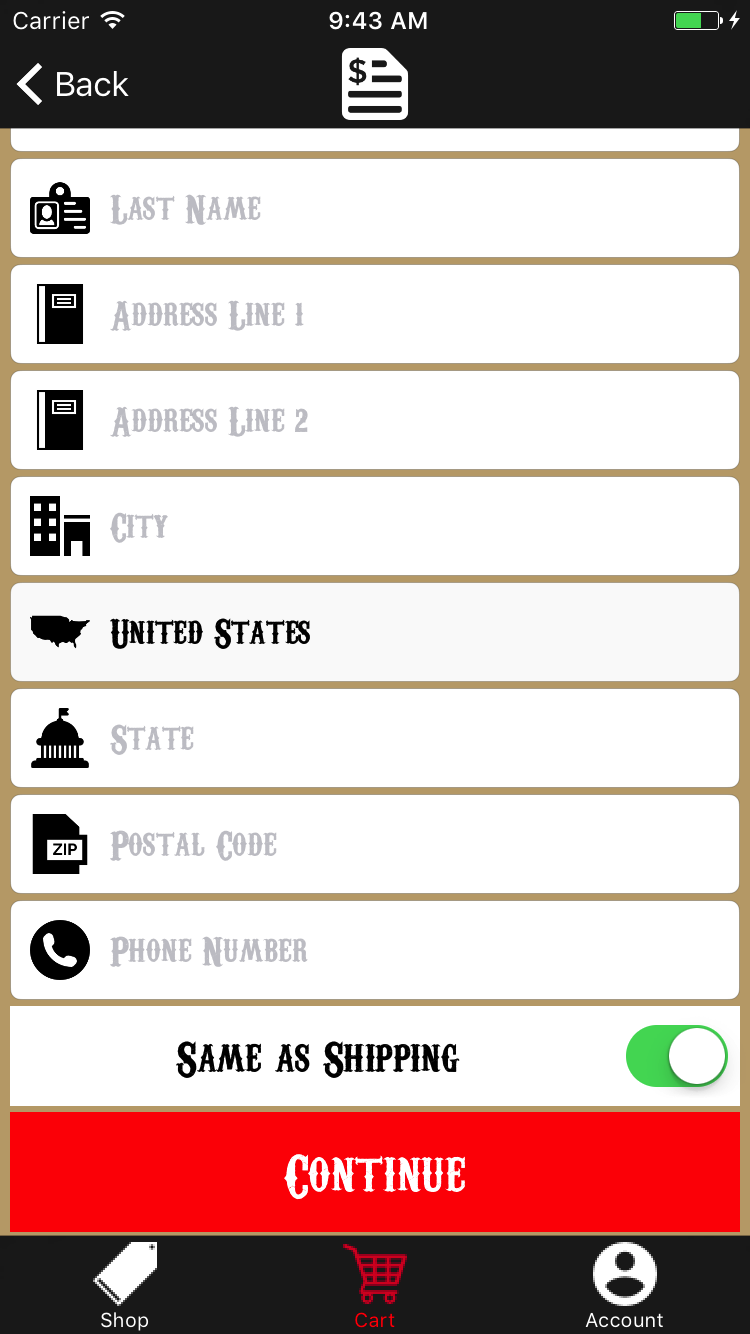 Carrier 9:43 AM
Back
$
Last Name
Address Line 1
Address Line 2
City
United States
State
ZIP Postal Code
Phone Number
Same as Shipping
Continue
Shop Cart Account